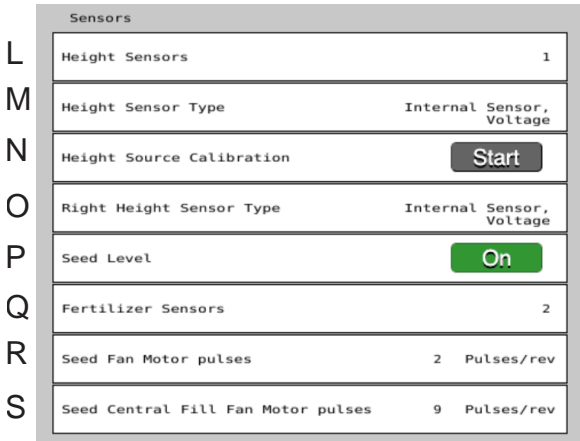 Sensors
L Height Sensors 1
M Height Sensor Type Internal Sensor,
Voltage
N Height Source Calibration Start
O Right Height Sensor Type Internal Sensor,
Voltage
P Seed Level On
Q Fertilizer Sensors 2
R Seed Fan Motor pulses 2 Pulses/rev
S Seed Central Fill Fan Motor pulses 9 Pulses/rev